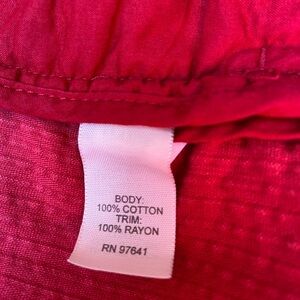 BODY:
100% COTTON
TRIM:
100% RAYON
RN 97641